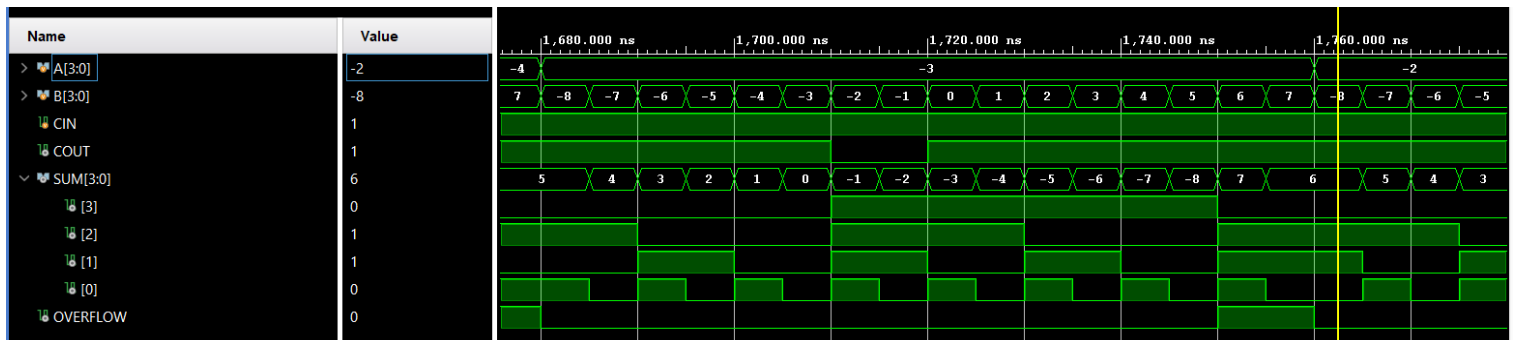 Name Value
1,680.000 ns 1,700.000 ns 1,720.000 ns 1,740.000 ns 1,760.000 ns
A[3:0] -2 -4 -3 -2
B[3:0] -8 7 -8 -7 -6 -5 -4 -3 -2 -1 0 1 2 3 4 5 6 7 -8 -7 -6 -5
CIN 1
COUT 1
SUM[3:0] 6 5 4 3 2 1 0 -1 -2 -3 -4 -5 -6 -7 -8 7 6 5 4 3
[3] 0
[2] 1
[1] 1
[0] 0
OVERFLOW 0